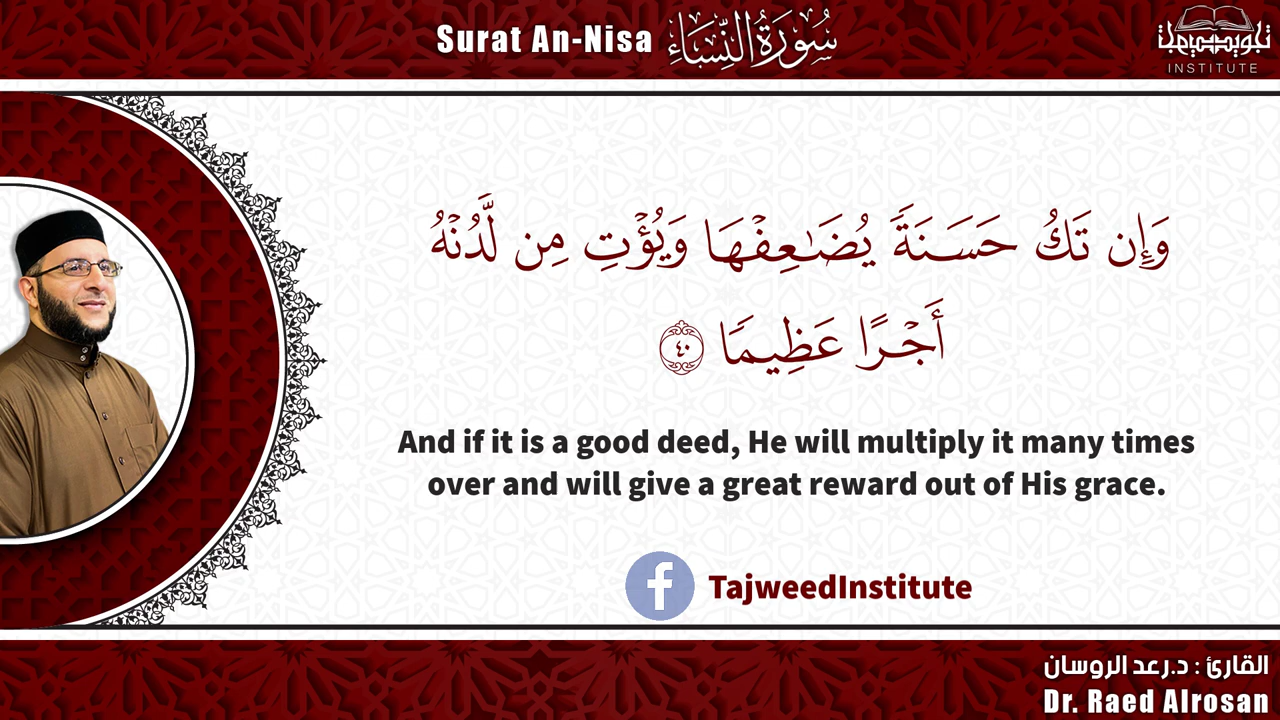 Surat An-Nisa سُورَةُ النِّسَاءِ
تجويد
INSTITUTE
وَإِن تَكُ حَسَنَةً يُضَـٰعِفْهَا وَيُؤْتِ مِن لَّدُنْهُ
أَجْرًا عَظِيمًا ٤٠
And if it is a good deed, He will multiply it many times
over and will give a great reward out of His grace.
f TajweedInstitute
القارئ : د.رعد الروسان
Dr. Raed Alrosan